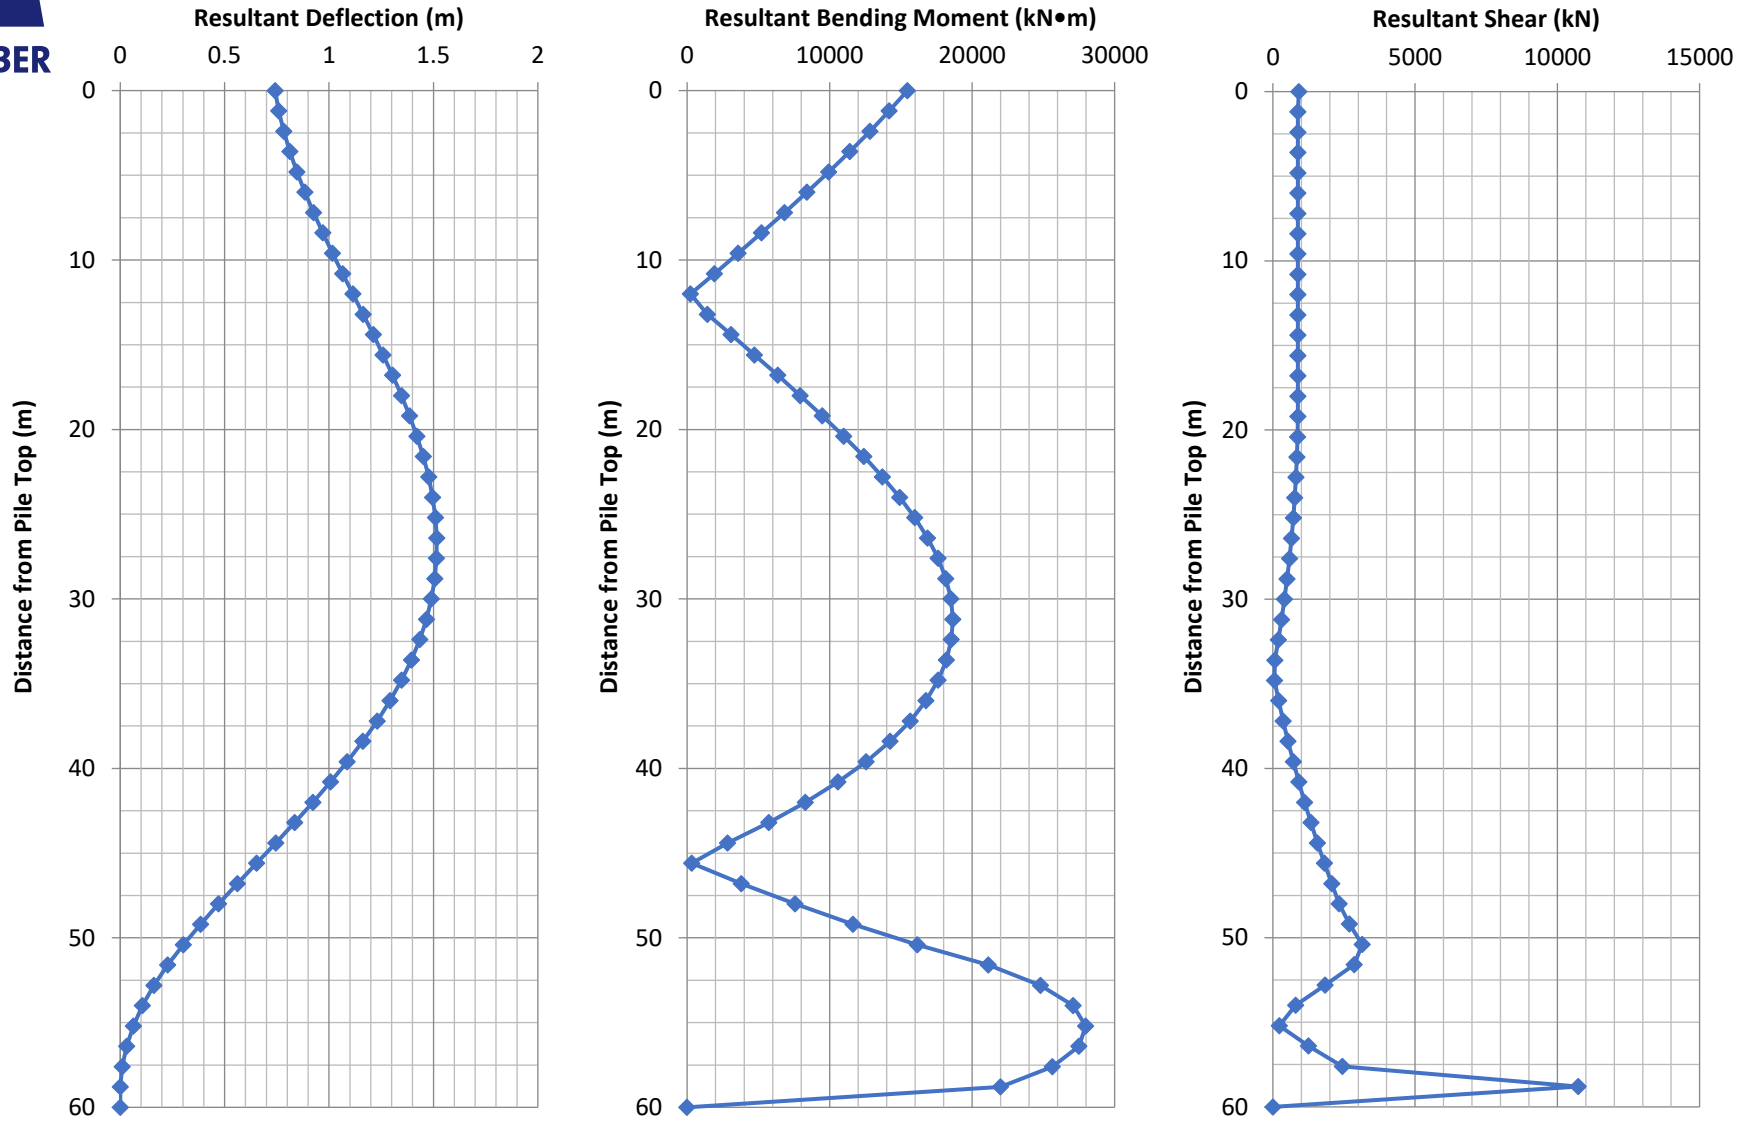 BER
Resultant Deflection (m)
0 0.5 1 1.5 2
0
10
20
30
40
50
60
Distance from Pile Top (m)
Resultant Bending Moment (kN•m)
0 10000 20000 30000
0
10
20
30
40
50
60
Distance from Pile Top (m)
Resultant Shear (kN)
0 5000 10000 15000
0
10
20
30
40
50
60
Distance from Pile Top (m)